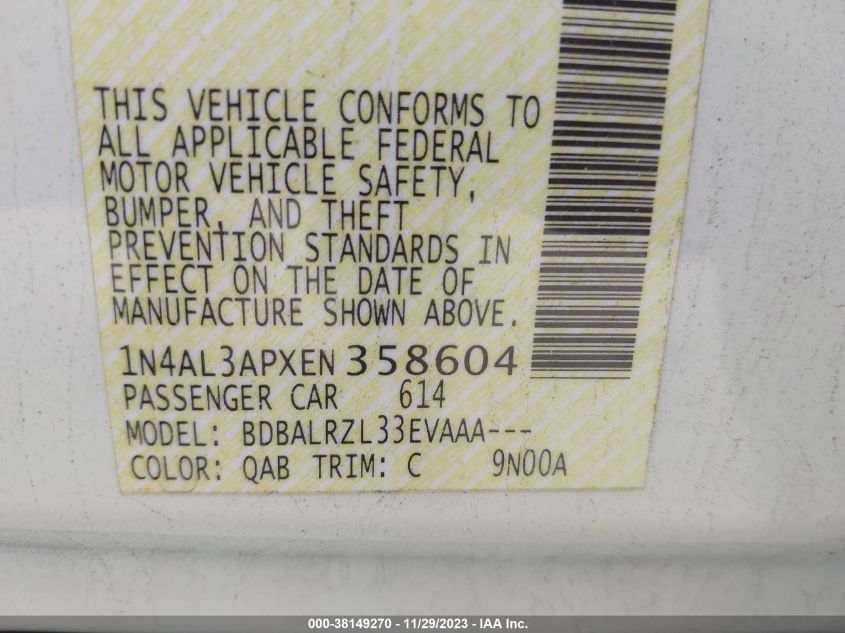 THIS VEHICLE CONFORMS TO
ALL APPLICABLE FEDERAL
MOTOR VEHICLE SAFETY,
BUMPER, AND THEFT
PREVENTION STANDARDS IN
EFFECT ON THE DATE OF
MANUFACTURE SHOWN ABOVE.
1N4AL3APXEN 358604
PASSENGER CAR 614
MODEL: BDBALRZL33EVAAA---
COLOR: QAB TRIM: C 9N00A
000-38149270 - 11/29/2023 - IAA Inc.